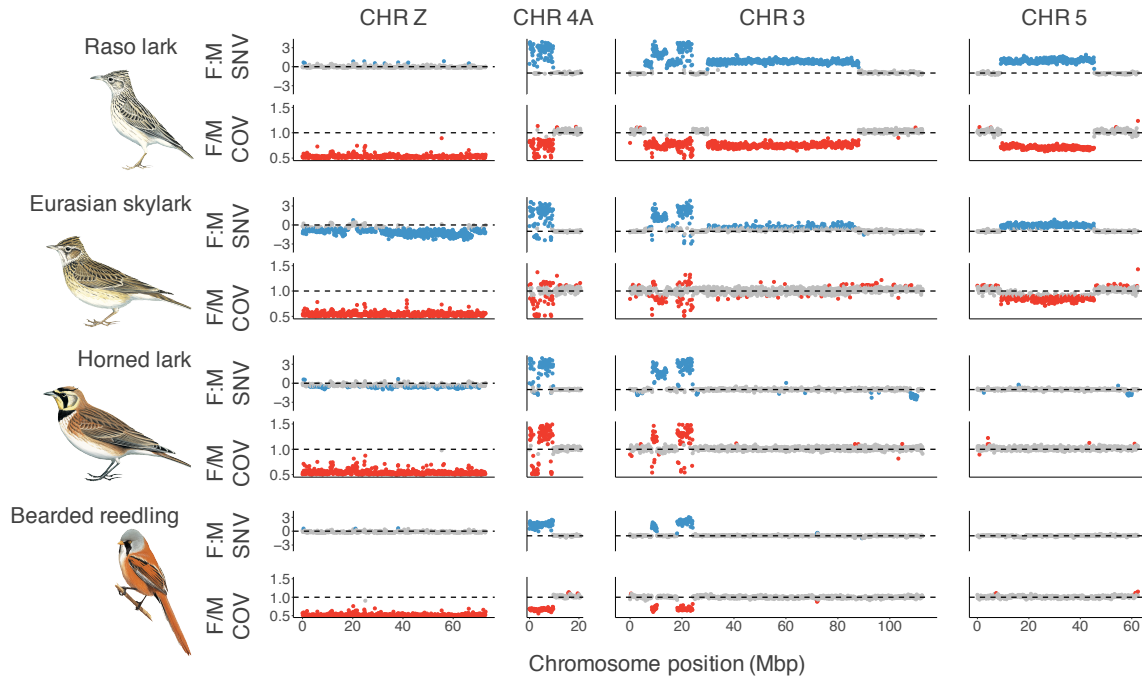 CHR Z CHR 4A CHR 3 CHR 5
Raso lark
F:M SNV
3
0
−3
F/M COV
1.5
1.0
0.5
Eurasian skylark
F:M SNV
3
0
−3
F/M COV
1.5
1.0
0.5
Horned lark
F:M SNV
3
0
−3
F/M COV
1.5
1.0
0.5
Bearded reedling
F:M SNV
3
0
−3
F/M COV
1.5
1.0
0.5
0 20 40 60 0 20 0 20 40 60 80 100 0 20 40 60
Chromosome position (Mbp)